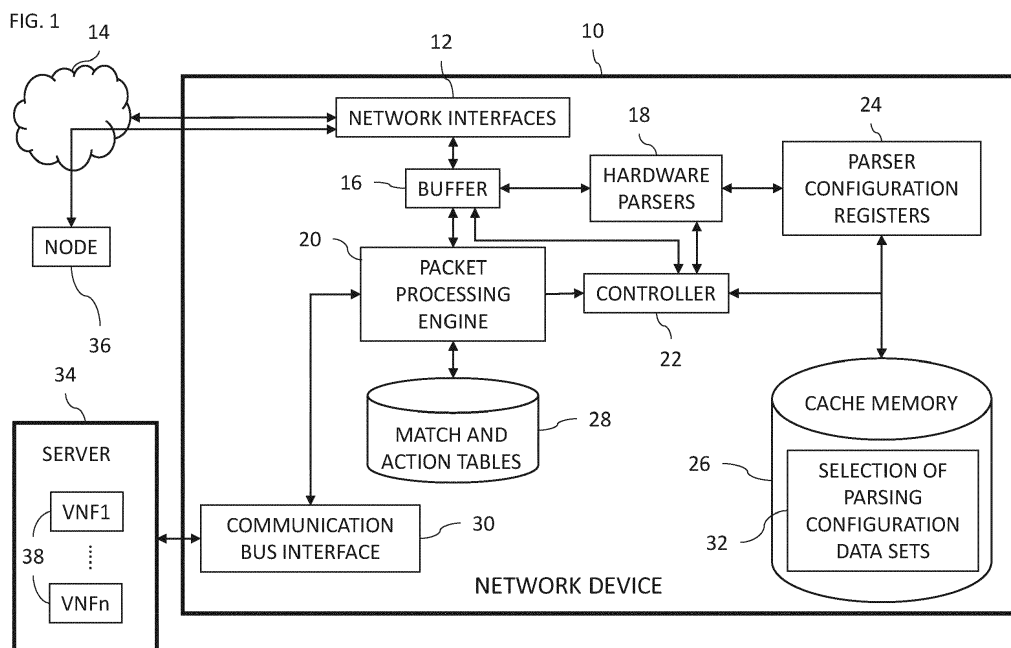 FIG. 1
14
12
10
NETWORK INTERFACES
18
24
16
BUFFER
HARDWARE
PARSERS
PARSER
CONFIGURATION
REGISTERS
NODE
36
20
PACKET
PROCESSING
ENGINE
CONTROLLER
22
34
SERVER
VNF1
38
VNFn
MATCH AND
ACTION TABLES
28
CACHE MEMORY
26
SELECTION OF
PARSING
CONFIGURATION
DATA SETS
32
COMMUNICATION
BUS INTERFACE
30
NETWORK DEVICE